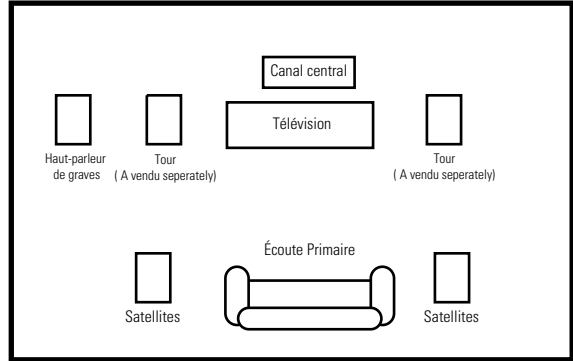 Canal central
Télévision
Haut-parleur
de graves
Tour
( A vendu seperately)
Tour
( A vendu seperately)
Écoute Primaire
Satellites
Satellites